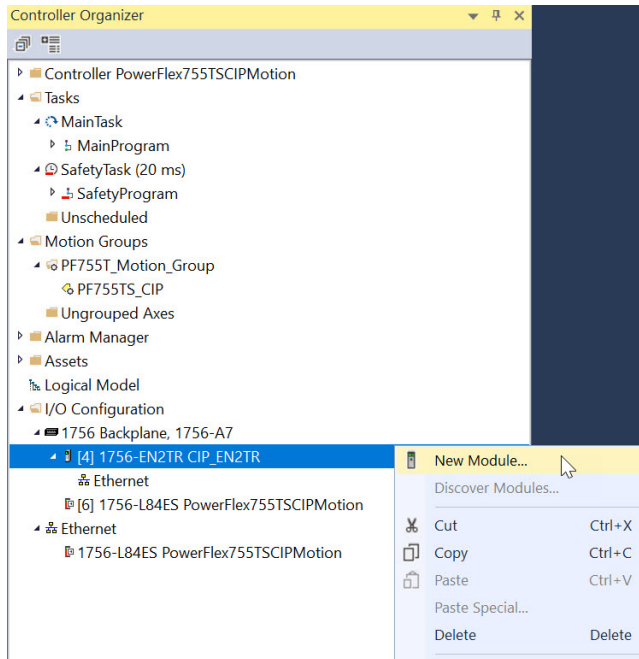 Controller Organizer
Controller PowerFlex755TSCIPMotion
Tasks
MainTask
MainProgram
SafetyTask (20 ms)
SafetyProgram
Unscheduled
Motion Groups
PF755T_Motion_Group
PF755TS_CIP
Ungrouped Axes
Alarm Manager
Assets
Logical Model
I/O Configuration
1756 Backplane, 1756-A7
[4] 1756-EN2TR CIP_EN2TR
Ethernet
[6] 1756-L84ES PowerFlex755TSCIPMotion
Ethernet
1756-L84ES PowerFlex755TSCIPMotion
New Module...
Discover Modules...
Cut Ctrl+X
Copy Ctrl+C
Paste Ctrl+V
Paste Special...
Delete Delete